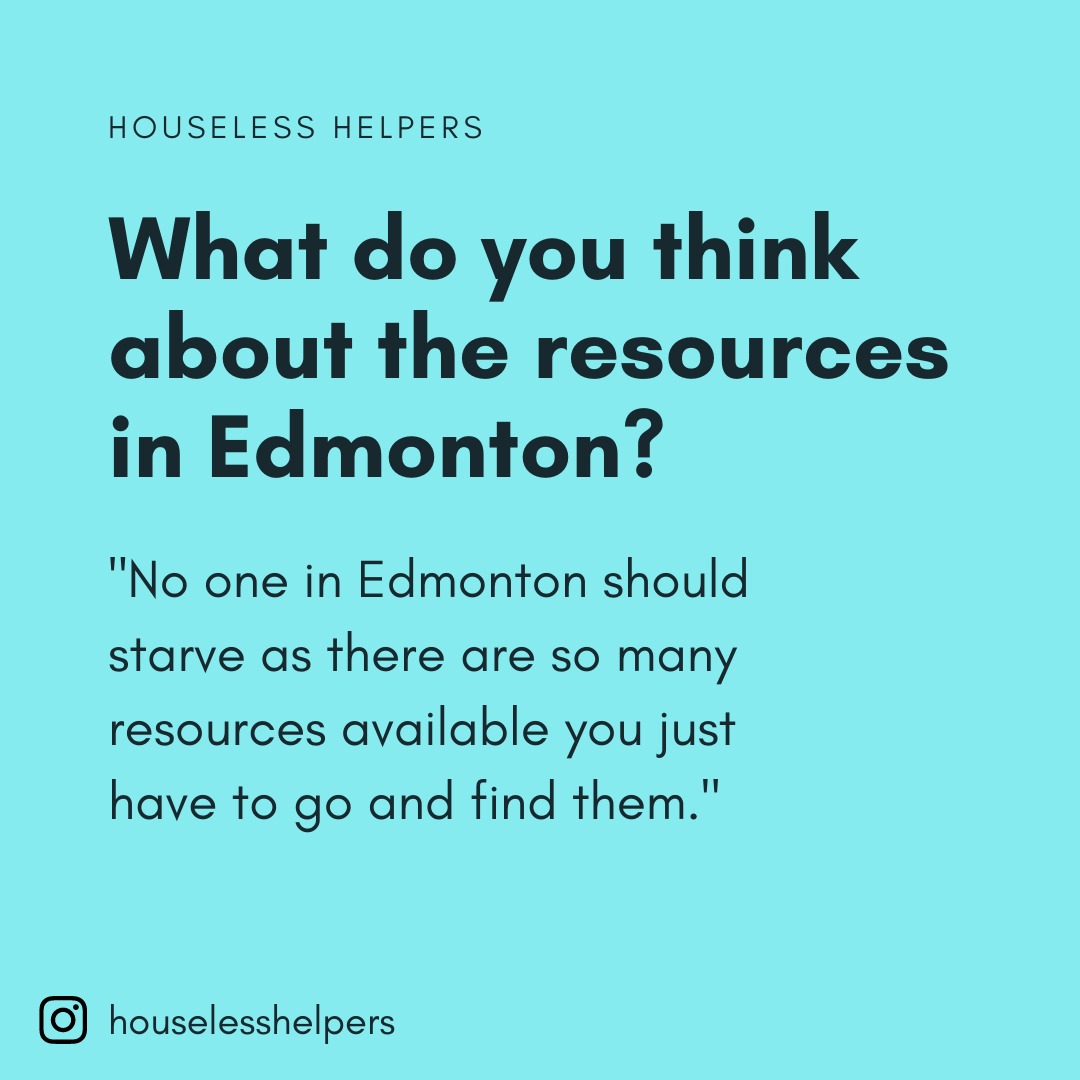 HOUSELESS HELPERS
What do you think
about the resources
in Edmonton?
"No one in Edmonton should
starve as there are so many
resources available you just
have to go and find them."
houselesshelpers